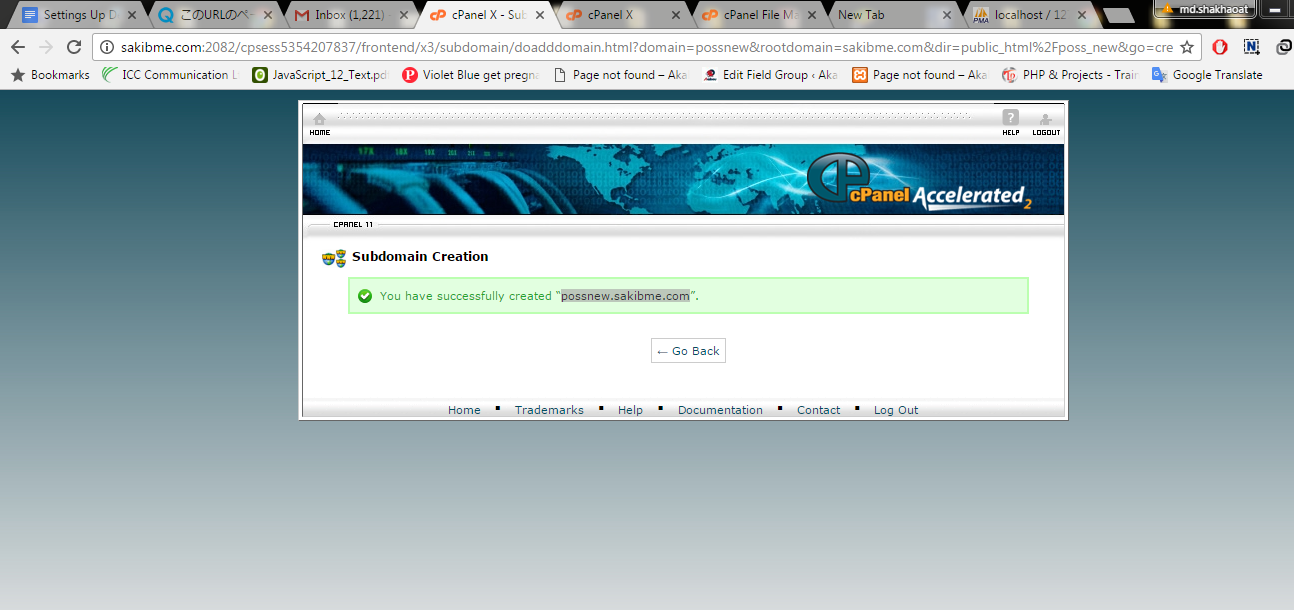 Settings Up D
このURLのペー
Inbox (1,221) -
cPanel X - Sub
cPanel X
cPanel File Ma
New Tab
localhost / 127
md.shakhaoat
sakibme.com:2082/cpsess5354207837/frontend/x3/subdomain/doadddomain.html?domain=possnew&rootdomain=sakibme.com&dir=public_html%2Fposs_new&go=cre
Bookmarks
ICC Communication L
JavaScript_12_Text.pdf
Violet Blue get pregna
Page not found – Aka
Edit Field Group ‹ Aka
Page not found – Aka
PHP & Projects - Train
Google Translate
HOME
HELP
LOGOUT
cPanel Accelerated 2
CPANEL 11
Subdomain Creation
You have successfully created “possnew.sakibme.com”.
← Go Back
Home ▪ Trademarks ▪ Help ▪ Documentation ▪ Contact ▪ Log Out